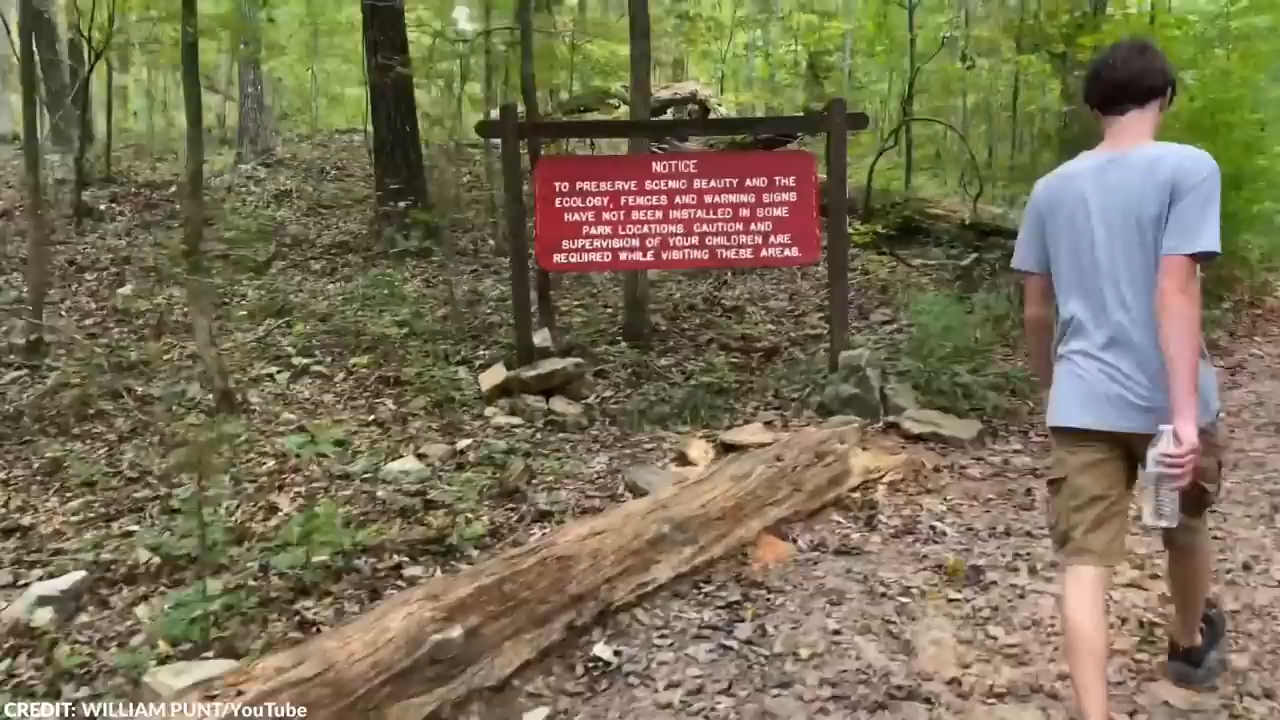 NOTICE
TO PRESERVE SCENIC BEAUTY AND THE
ECOLOGY, FENCES AND WARNING SIGNS
HAVE NOT BEEN INSTALLED IN SOME
PARK LOCATIONS. CAUTION AND
SUPERVISION OF YOUR CHILDREN ARE
REQUIRED WHILE VISITING THESE AREAS.
CREDIT: WILLIAM PUNT/YouTube